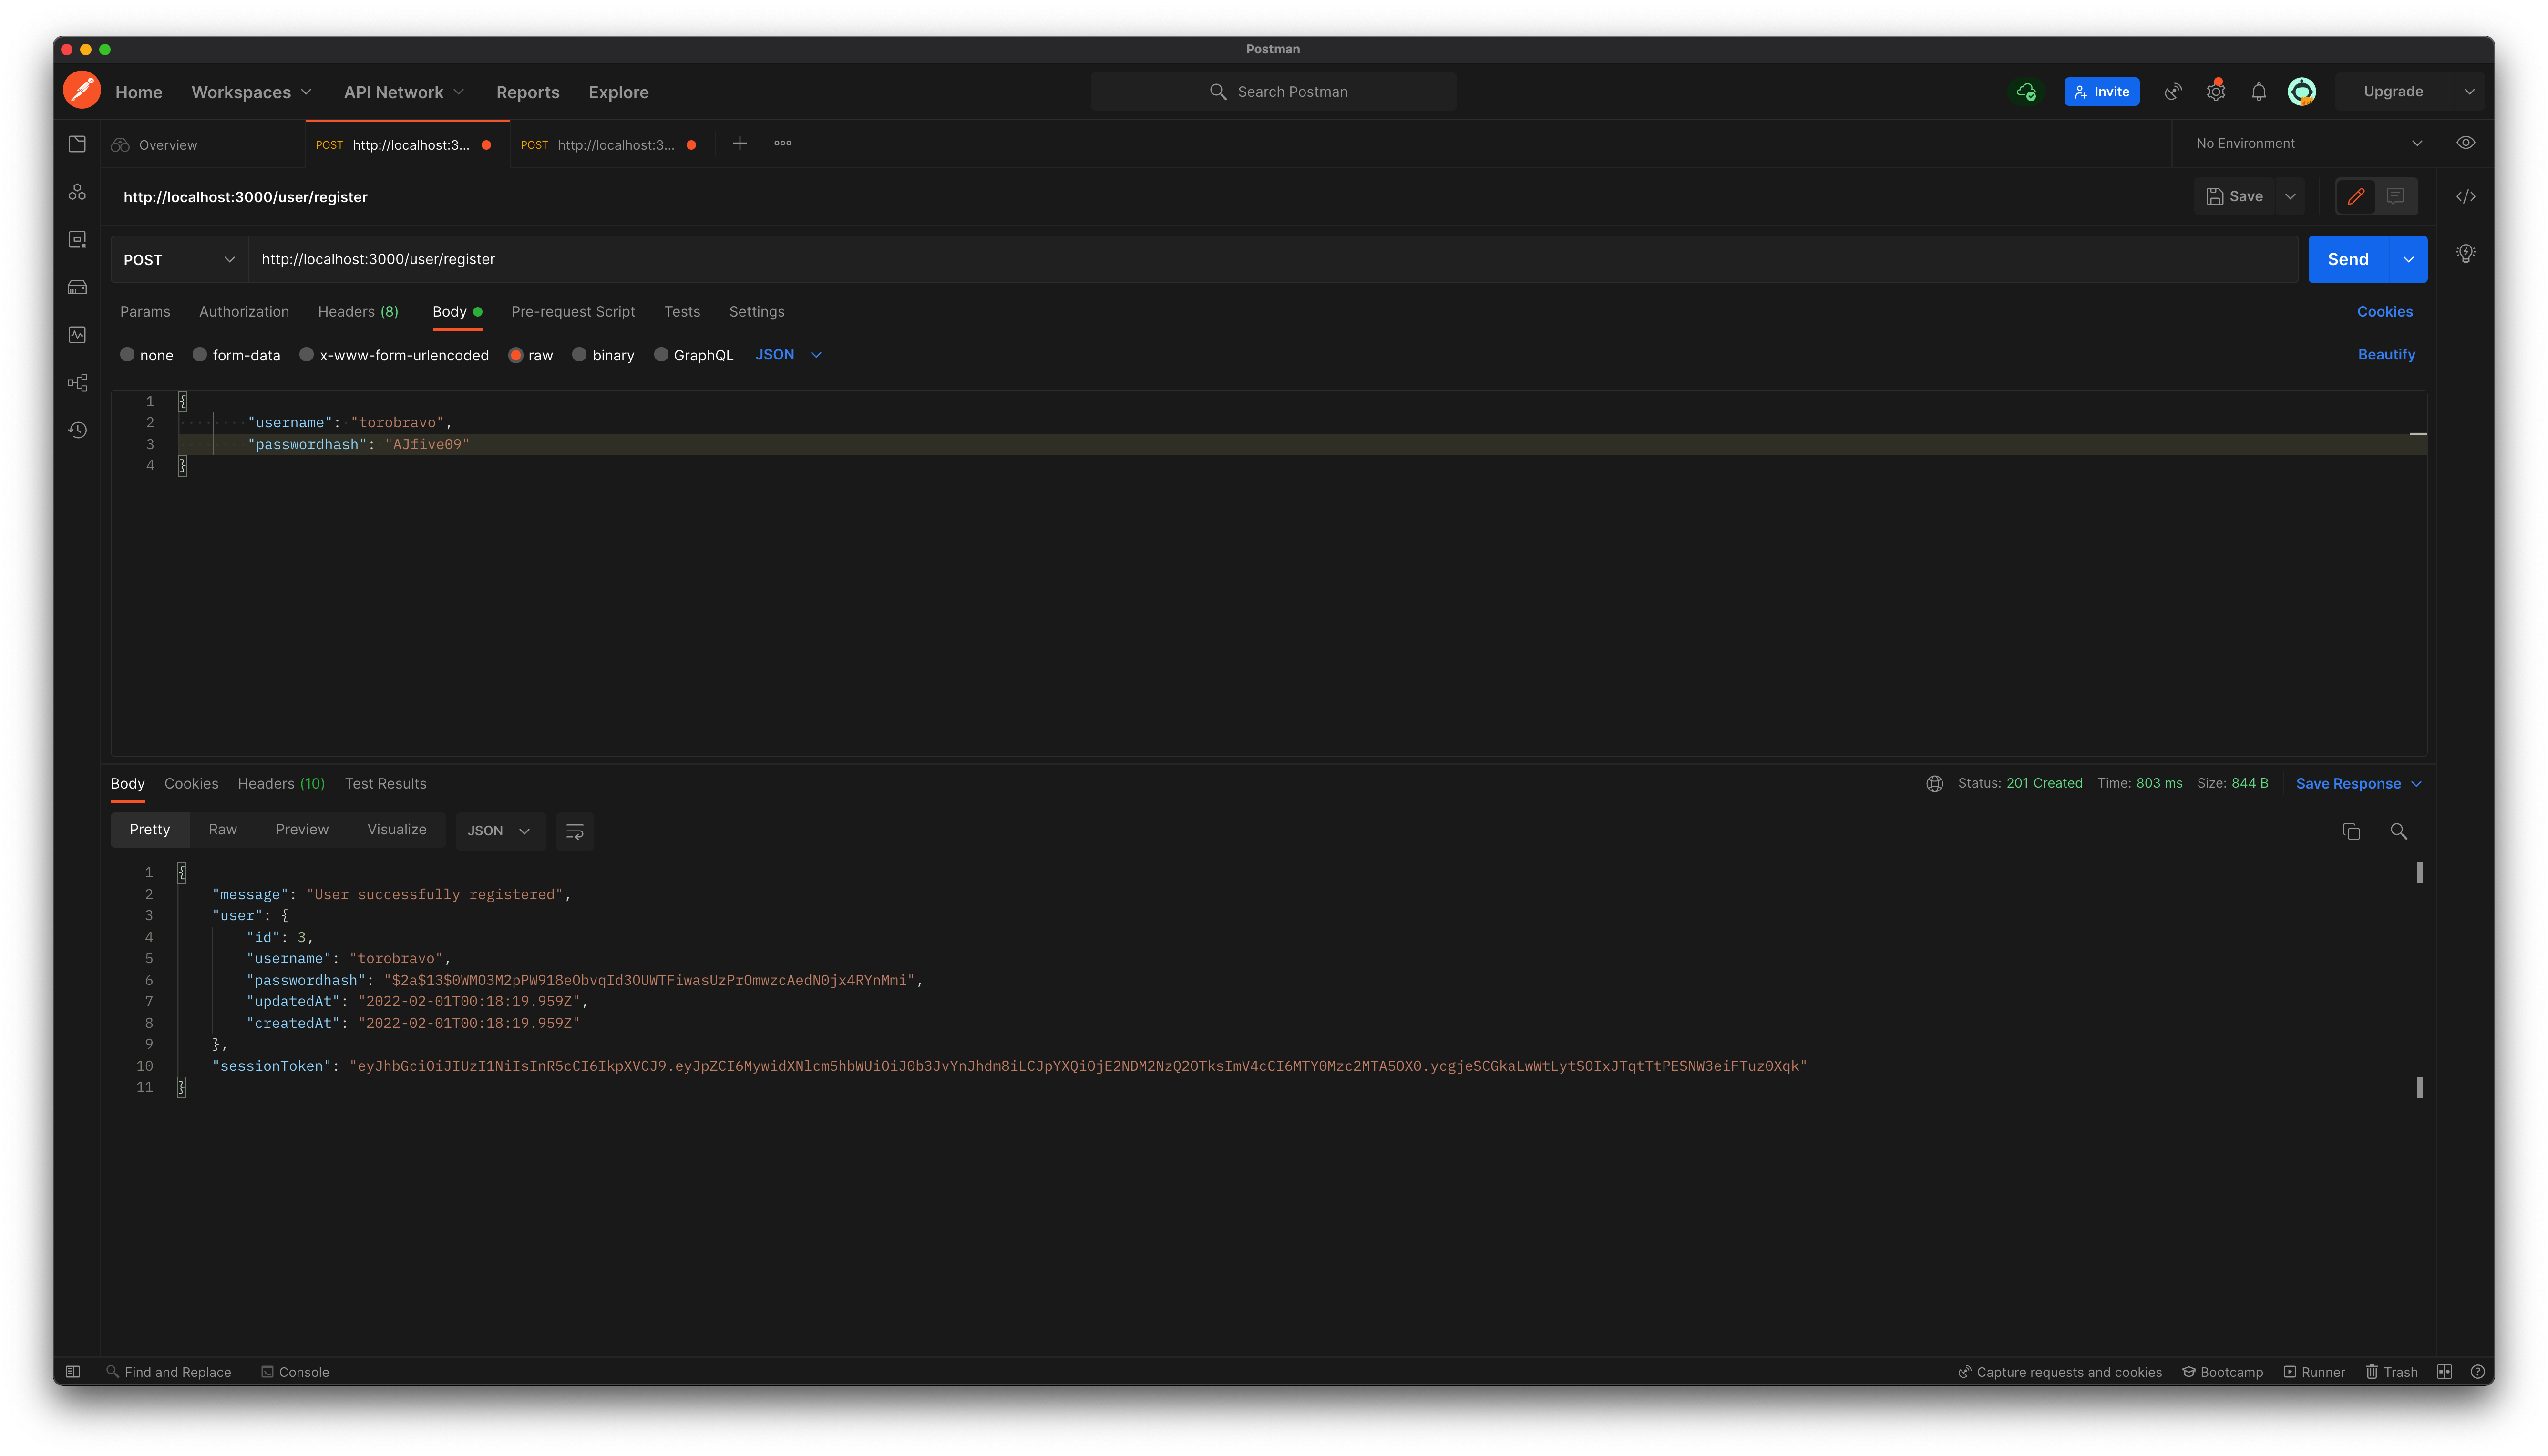 Postman
Home Workspaces API Network Reports Explore Search Postman Invite Upgrade
Overview POST http://localhost:3... POST http://localhost:3... No Environment
http://localhost:3000/user/register Save
POST http://localhost:3000/user/register Send
Params Authorization Headers (8) Body Pre-request Script Tests Settings Cookies
none form-data x-www-form-urlencoded raw binary GraphQL JSON Beautify
1 {
2 "username": "torobravo",
3 "passwordhash": "AJfive09"
4 }
Body Cookies Headers (10) Test Results Status: 201 Created Time: 803 ms Size: 844 B Save Response
Pretty Raw Preview Visualize JSON
1 {
2 "message": "User successfully registered",
3 "user": {
4 "id": 3,
5 "username": "torobravo",
6 "passwordhash": "$2a$13$0WMO3M2pPW918eObvqId3OUWTFiwasUzPrOmwzcAedN0jx4RYnMmi",
7 "updatedAt": "2022-02-01T00:18:19.959Z",
8 "createdAt": "2022-02-01T00:18:19.959Z"
9 },
10 "sessionToken": "eyJhbGciOiJIUzI1NiIsInR5cCI6IkpXVCJ9.eyJpZCI6MywidXNlcm5hbWUiOiJ0b3JvYnJhdm8iLCJpYXQiOjE2NDM2NzQ2OTksImV4cCI6MTY0Mzc2MTA5OX0.ycgjeSCGkaLwWtLytSOIxJTqtTtPESNW3eiFTuz0Xqk"
11 }
Find and Replace Console Capture requests and cookies Bootcamp Runner Trash